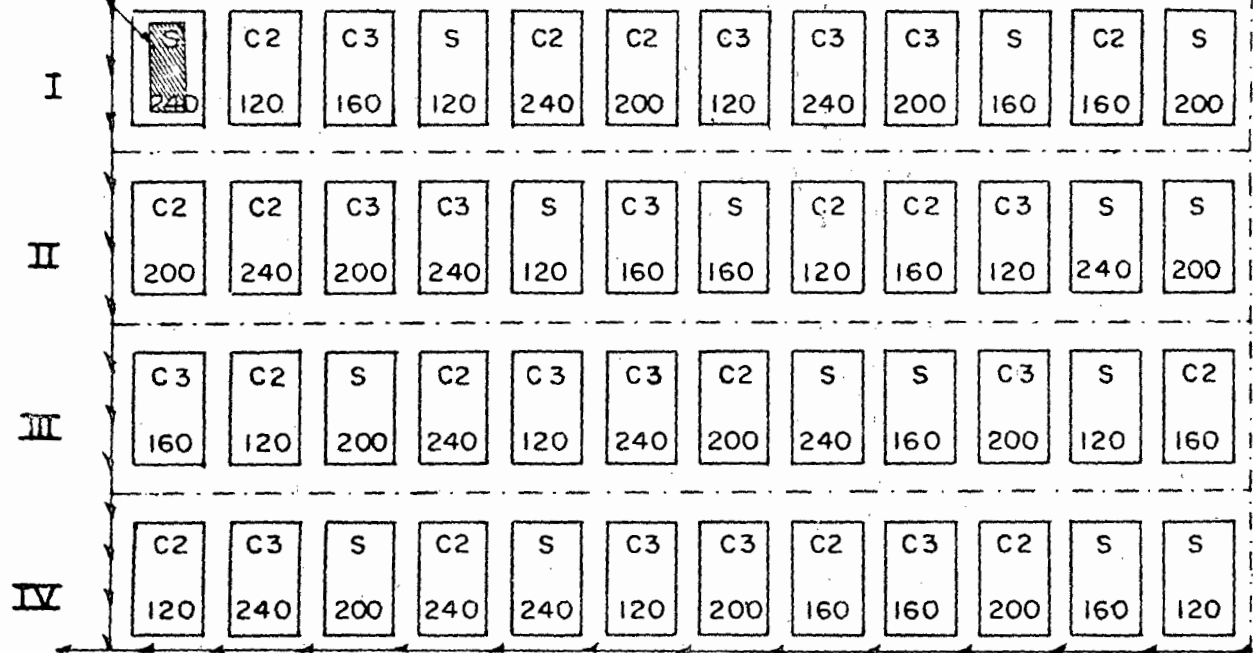 I
S C2 C3 S C2 C2 C3 C3 C3 S C2 S
240 120 160 120 240 200 120 240 200 160 160 200
II
C2 C2 C3 C3 S C3 S C2 C2 C3 S S
200 240 200 240 120 160 160 120 160 120 240 200
III
C3 C2 S C2 C3 C3 C2 S S C3 S C2
160 120 200 240 120 240 200 240 160 200 120 160
IV
C2 C3 S C2 S C3 C3 C2 C3 C2 S S
120 240 200 240 240 120 200 160 160 200 160 120